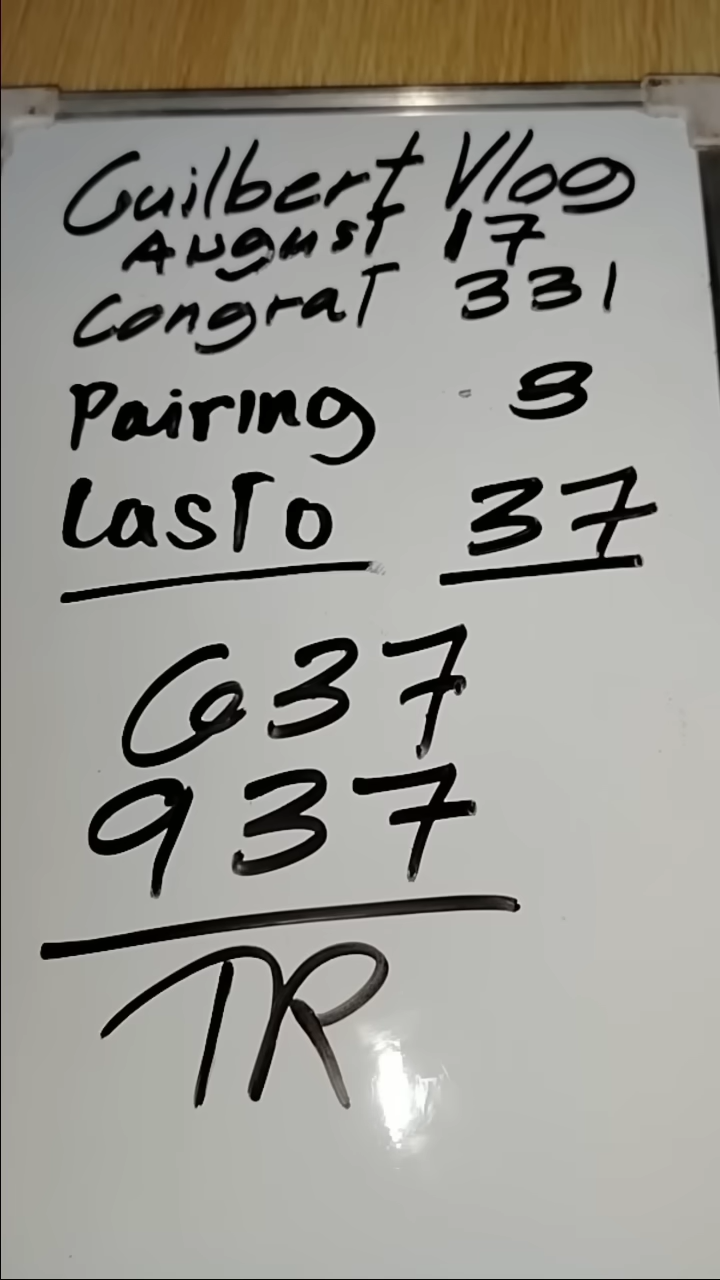 Guilbert Vlog
August 17
Congrat 331
Pairing - 8
Lasto 37
637
937
TR